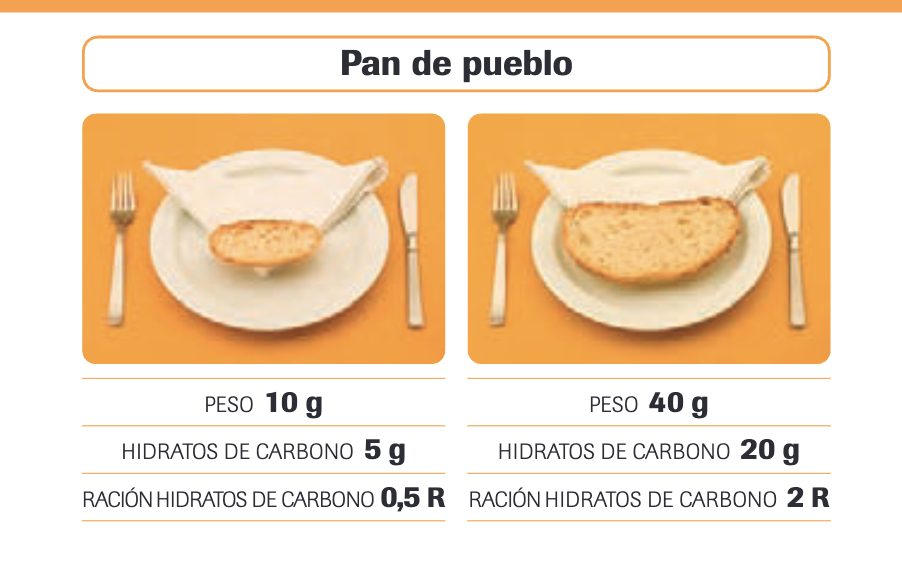 Pan de pueblo
PESO 10 g
HIDRATOS DE CARBONO 5 g
RACIÓN HIDRATOS DE CARBONO 0,5 R
PESO 40 g
HIDRATOS DE CARBONO 20 g
RACIÓN HIDRATOS DE CARBONO 2 R